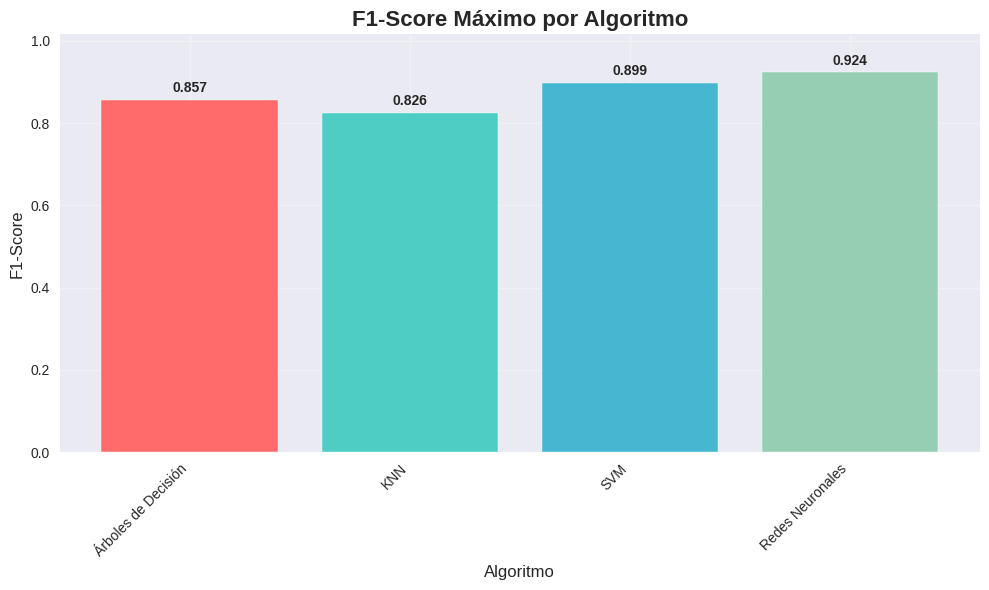 F1-Score Máximo por Algoritmo
1.0
0.8
0.6
0.4
0.2
0.0
F1-Score
0.857
0.826
0.899
0.924
Árboles de Decisión
KNN
SVM
Redes Neuronales
Algoritmo